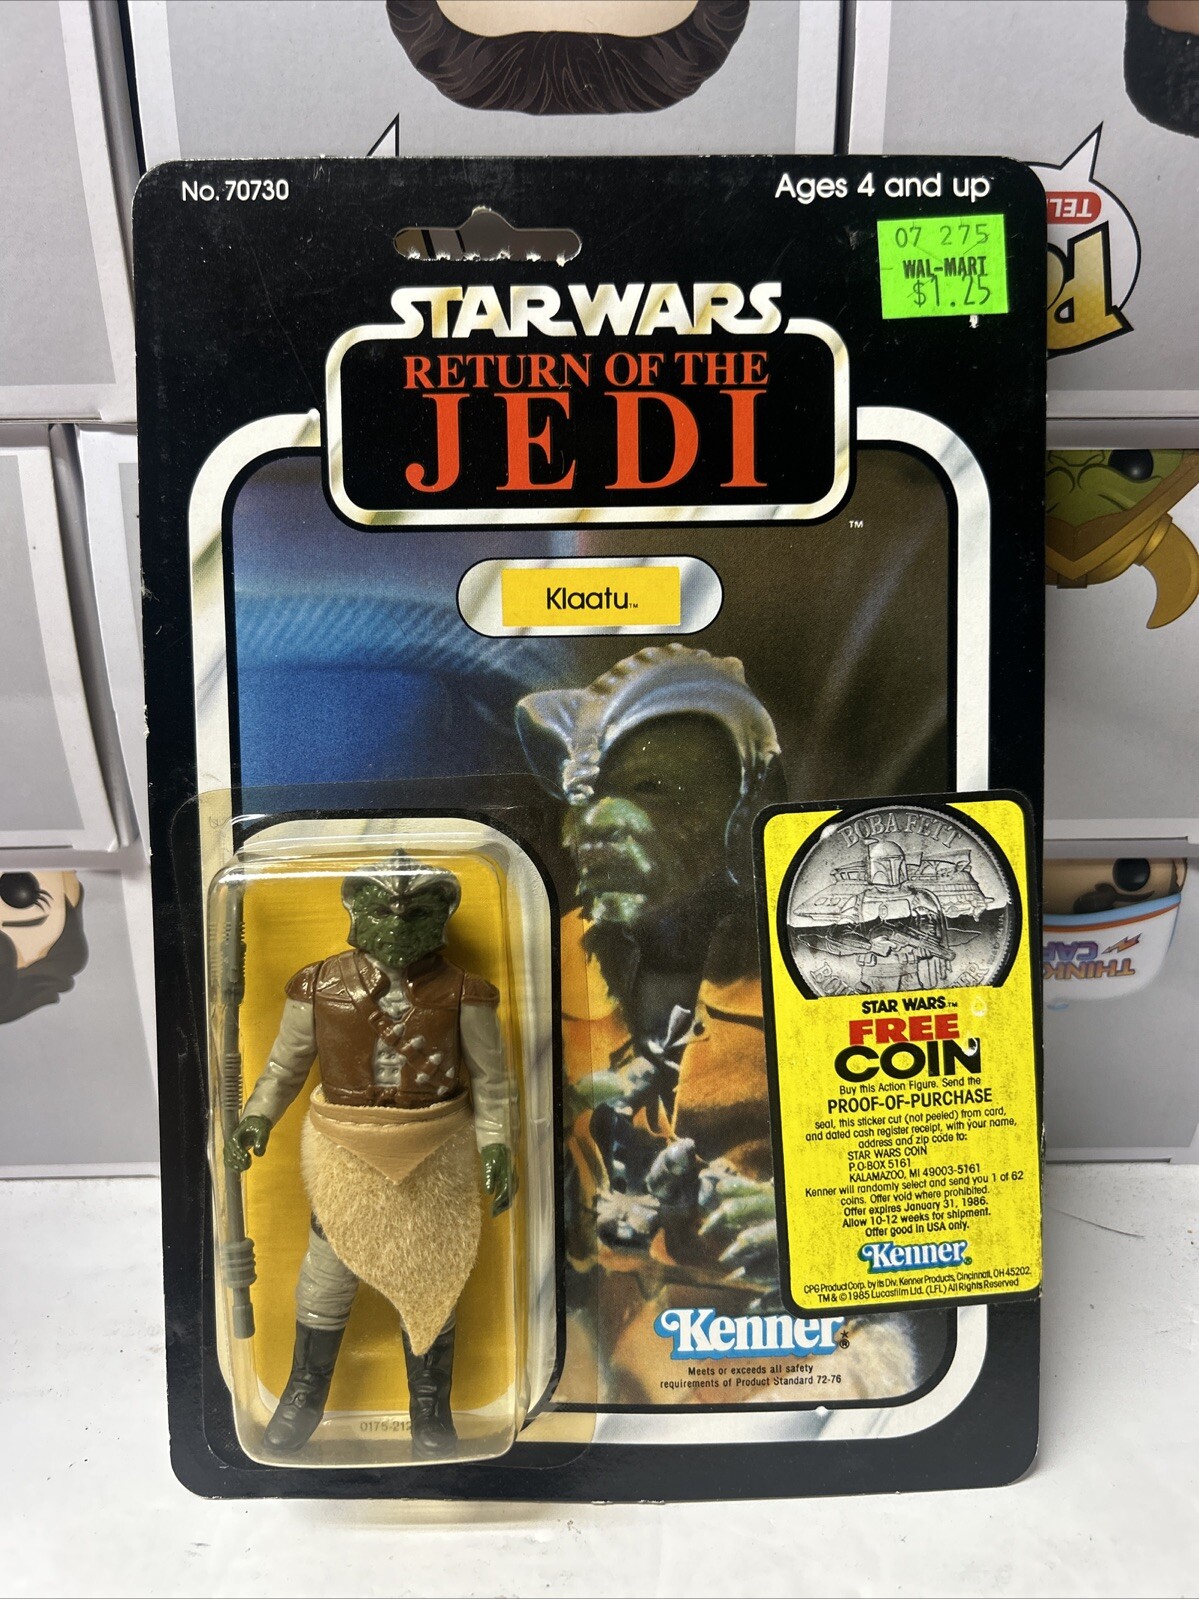 No. 70730
Ages 4 and up
07 275
WAL-MART
$1.25
STAR WARS
RETURN OF THE
JEDI
TM
Klaatu™
BOBA FETT
STAR WARS™
FREE
COIN
Buy this Action Figure. Send the
PROOF-OF-PURCHASE
seal, this sticker cut (not peeled) from card,
and dated cash register receipt, with your name,
address and zip code to:
STAR WARS COIN
P.O. BOX 5161
KALAMAZOO, MI 49003-5161
Kenner will randomly select and send you 1 of 62
coins. Offer void where prohibited.
Offer expires January 31, 1986.
Allow 10-12 weeks for shipment.
Offer good in USA only.
Kenner®
CPG Product Corp. by its Div. Kenner Products, Cincinnati, OH 45202.
TM & © 1985 Lucasfilm Ltd. (LFL) All Rights Reserved
Kenner®
Meets or exceeds all safety
requirements of Product Standard 72-76
0175-212